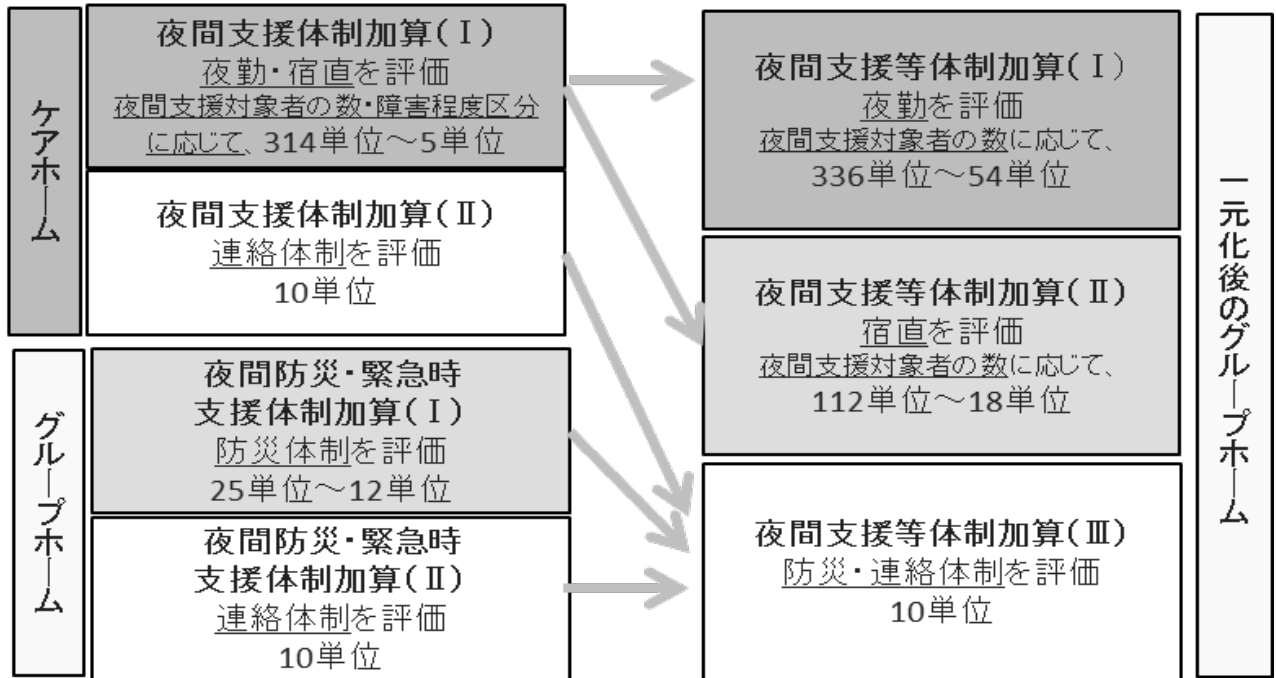 ケアホーム
夜間支援体制加算(Ⅰ)
夜勤・宿直を評価
夜間支援対象者の数・障害程度区分
に応じて、314単位～5単位
夜間支援体制加算(Ⅱ)
連絡体制を評価
10単位
グループホーム
夜間防災・緊急時
支援体制加算(Ⅰ)
防災体制を評価
25単位～12単位
夜間防災・緊急時
支援体制加算(Ⅱ)
連絡体制を評価
10単位
夜間支援等体制加算(Ⅰ)
夜勤を評価
夜間支援対象者の数に応じて、
336単位～54単位
夜間支援等体制加算(Ⅱ)
宿直を評価
夜間支援対象者の数に応じて、
112単位～18単位
夜間支援等体制加算(Ⅲ)
防災・連絡体制を評価
10単位
一元化後のグループホーム